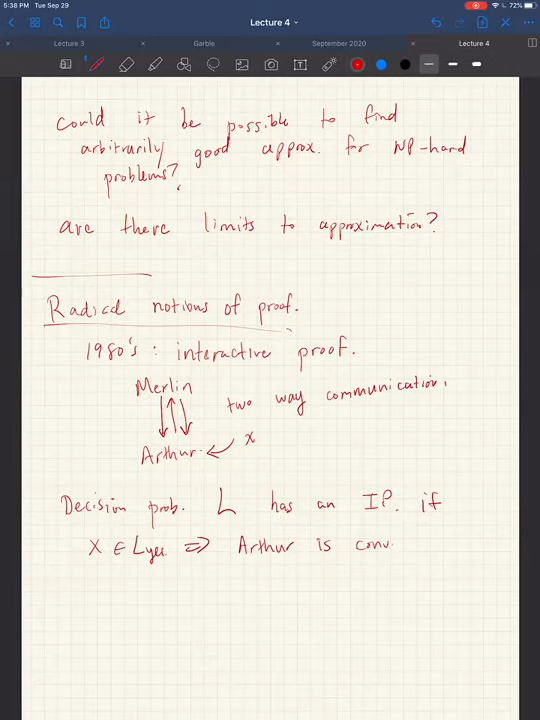 5:38 PM Tue Sep 29
72%
Lecture 4
Lecture 3
Garble
September 2020
Lecture 4
could it be possible to find
arbitrarily good approx. for NP-hard
problems?
are there limits to approximation?
Radical notions of proof.
1980's : interactive proof.
Merlin
two way communication.
Arthur x
Decision prob. L has an IP. if
x ∈ Lyes ⇒ Arthur is conv